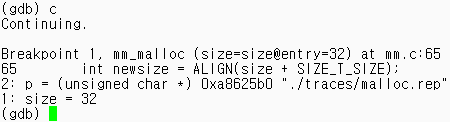 (gdb) c
Continuing.

Breakpoint 1, mm_malloc (size=size@entry=32) at mm.c:65
65          int newsize = ALIGN(size + SIZE_T_SIZE);
2: p = (unsigned char *) 0xa8625b0 "./traces/malloc.rep"
1: size = 32
(gdb)